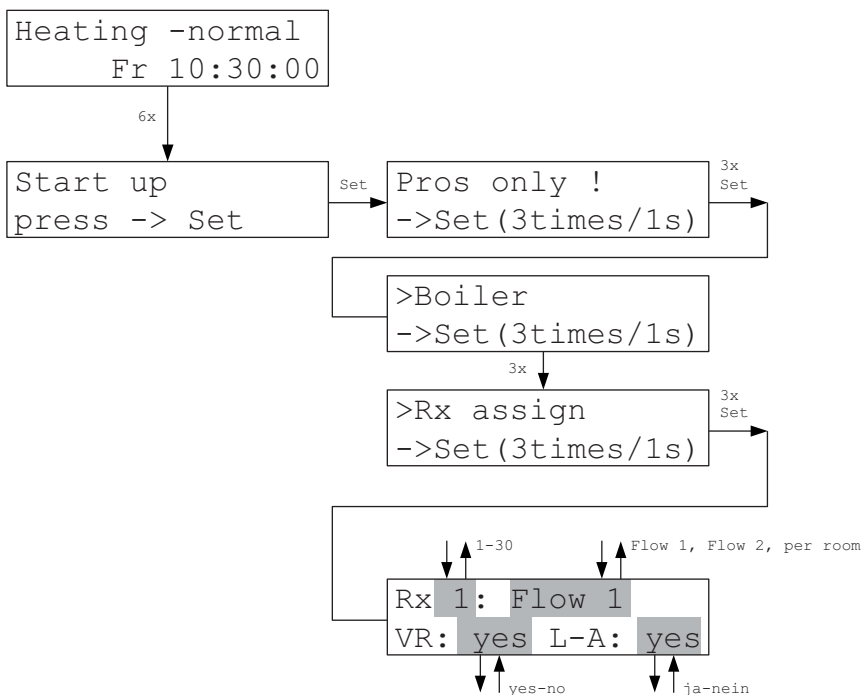 Heating -normal
Fr 10:30:00
6x
Start up
press -> Set
Set
Pros only !
->Set(3times/1s)
3x
Set
>Boiler
->Set(3times/1s)
3x
>Rx assign
->Set(3times/1s)
3x
Set
1-30
Flow 1, Flow 2, per room
Rx 1: Flow 1
VR: yes L-A: yes
yes-no
ja-nein